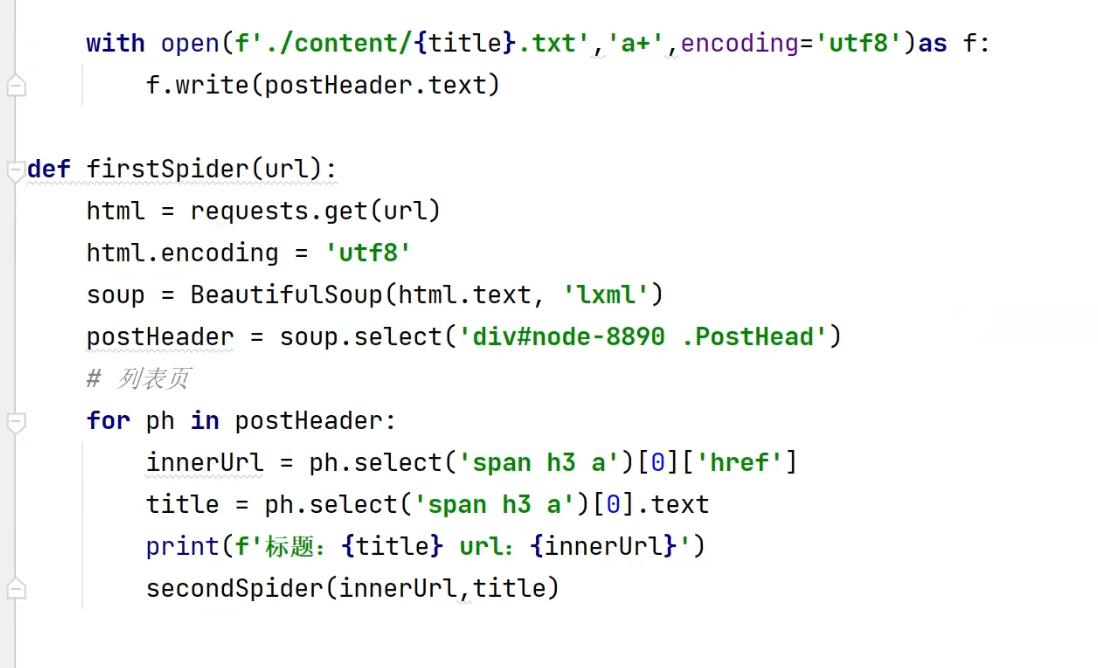 with open(f'./content/{title}.txt','a+',encoding='utf8')as f:
f.write(postHeader.text)
def firstSpider(url):
html = requests.get(url)
html.encoding = 'utf8'
soup = BeautifulSoup(html.text, 'lxml')
postHeader = soup.select('div#node-8890 .PostHead')
# 列表页
for ph in postHeader:
innerUrl = ph.select('span h3 a')[0]['href']
title = ph.select('span h3 a')[0].text
print(f'标题：{title} url：{innerUrl}')
secondSpider(innerUrl,title)